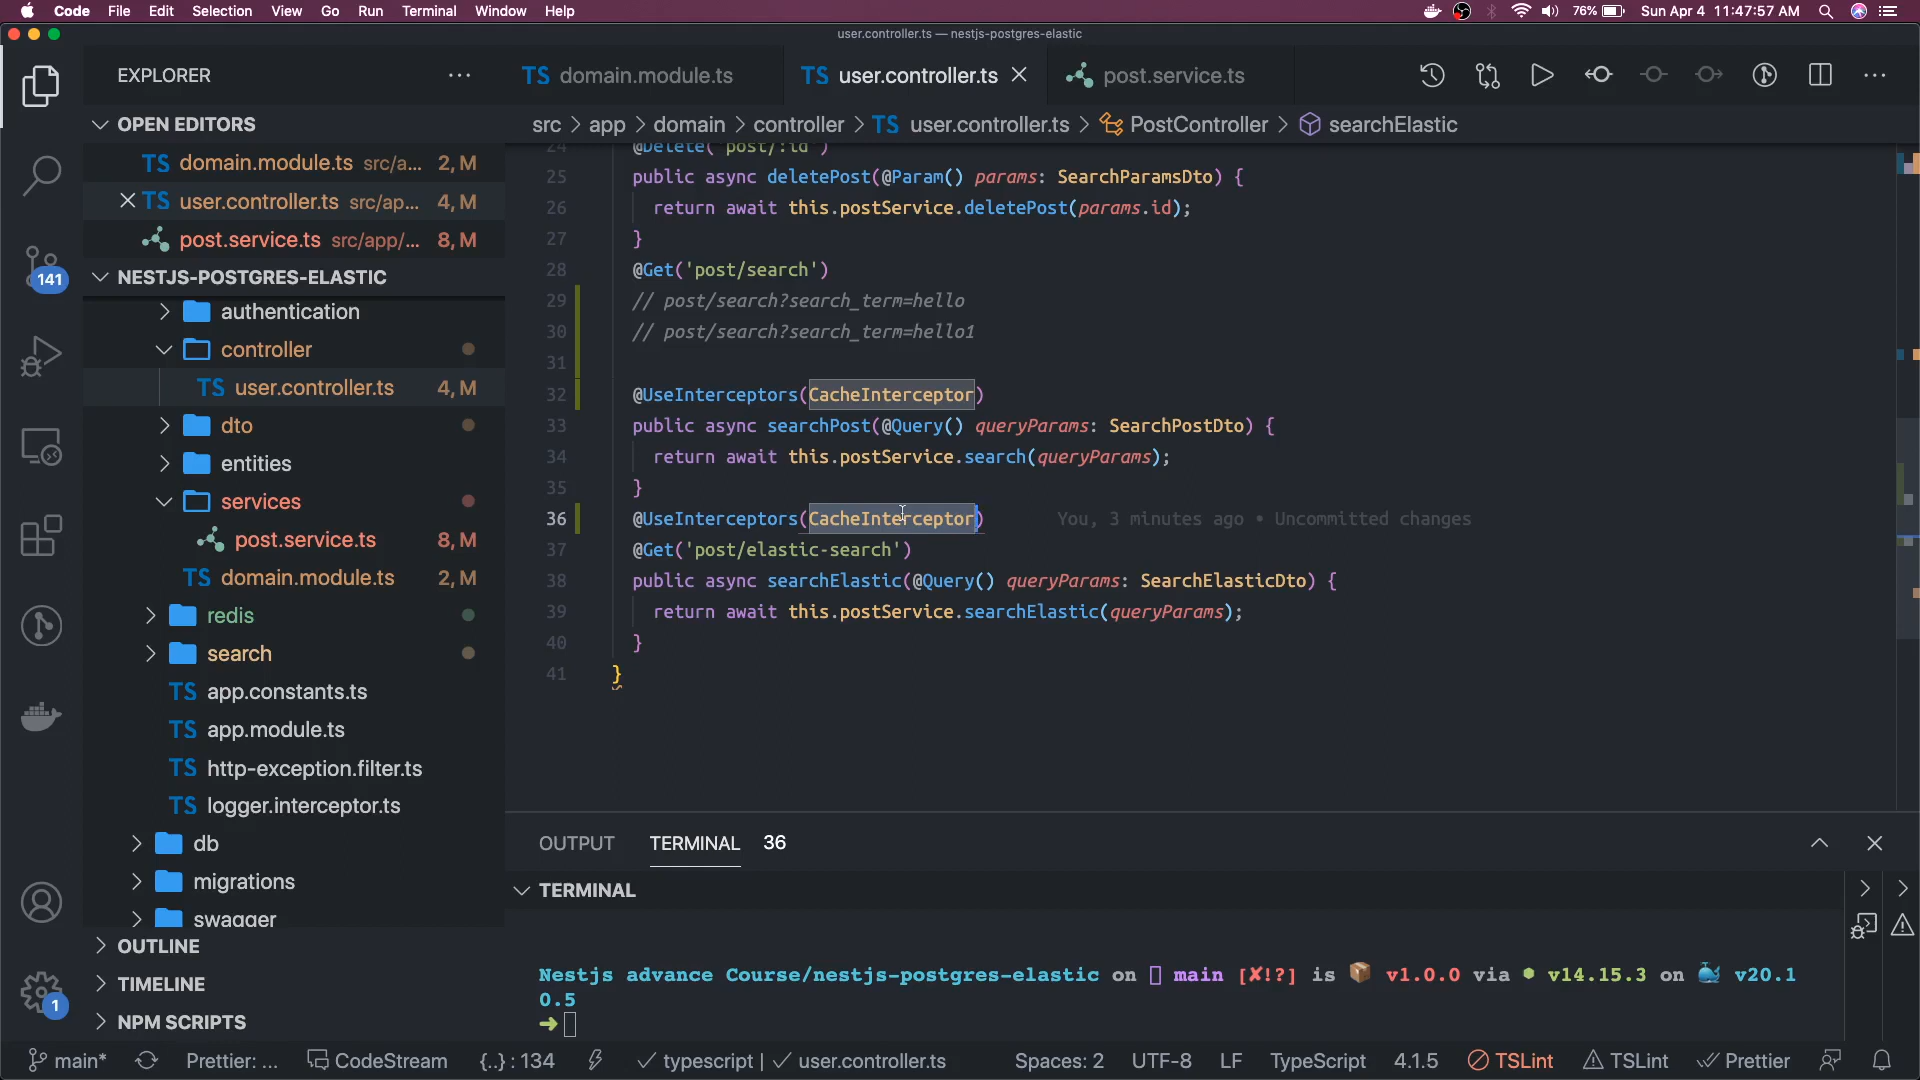 Code File Edit Selection View Go Run Terminal Window Help 76% Sun Apr 4 11:47:57 AM
user.controller.ts — nestjs-postgres-elastic
EXPLORER
TS domain.module.ts TS user.controller.ts post.service.ts
src > app > domain > controller > TS user.controller.ts > PostController > searchElastic
OPEN EDITORS
TS domain.module.ts src/a... 2, M
TS user.controller.ts src/ap... 4, M
post.service.ts src/app/... 8, M
NESTJS-POSTGRES-ELASTIC
authentication
controller
TS user.controller.ts 4, M
dto
entities
services
post.service.ts 8, M
TS domain.module.ts 2, M
redis
search
TS app.constants.ts
TS app.module.ts
TS http-exception.filter.ts
TS logger.interceptor.ts
db
migrations
swagger
OUTLINE
TIMELINE
NPM SCRIPTS
141
1
24 @Delete('post/:id')
25 public async deletePost(@Param() params: SearchParamsDto) {
26 return await this.postService.deletePost(params.id);
27 }
28 @Get('post/search')
29 // post/search?search_term=hello
30 // post/search?search_term=hello1
31
32 @UseInterceptors(CacheInterceptor)
33 public async searchPost(@Query() queryParams: SearchPostDto) {
34 return await this.postService.search(queryParams);
35 }
36 @UseInterceptors(CacheInterceptor) You, 3 minutes ago • Uncommitted changes
37 @Get('post/elastic-search')
38 public async searchElastic(@Query() queryParams: SearchElasticDto) {
39 return await this.postService.searchElastic(queryParams);
40 }
41 }
OUTPUT TERMINAL 36
TERMINAL
Nestjs advance Course/nestjs-postgres-elastic on main [✘!?] is 📦 v1.0.0 via ● v14.15.3 on 🐳 v20.1
0.5
➜
main* Prettier: ... CodeStream {..} : 134 ✓ typescript | ✓ user.controller.ts Spaces: 2 UTF-8 LF TypeScript 4.1.5 TSLint TSLint Prettier